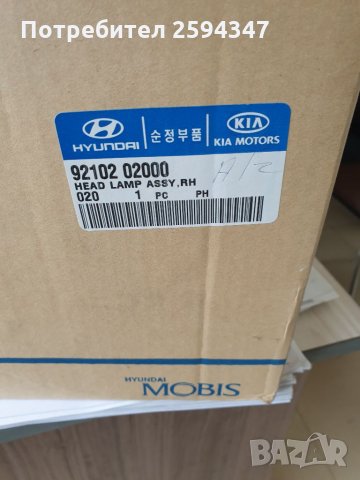 Потребител 2594347
HYUNDAI
순정부품
KIA
KIA MOTORS
92102 02000
HEAD LAMP ASSY,RH
020 1 PC PH
HYUNDAI
MOBIS
BAZAR